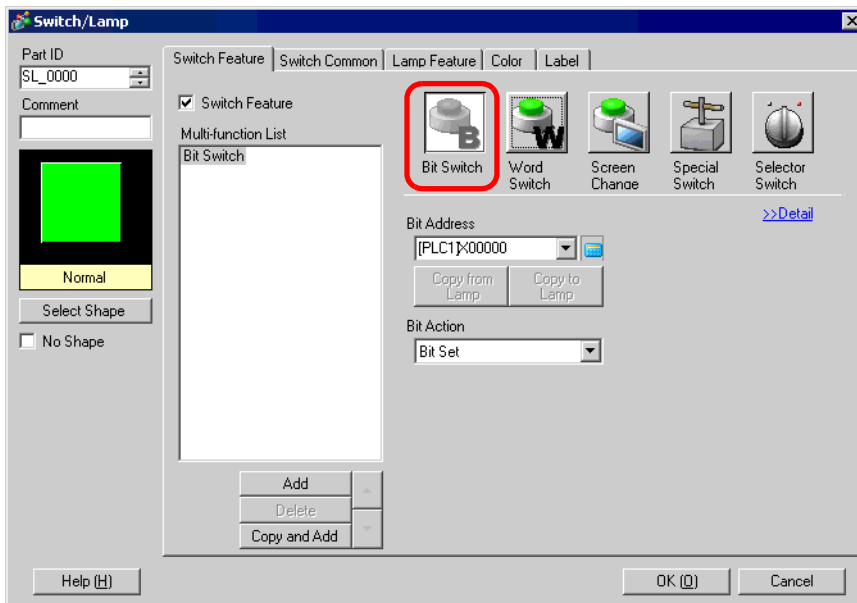 Switch/Lamp
Part ID
SL_0000
Comment
Normal
Select Shape
No Shape
Switch Feature
Switch Common
Lamp Feature
Color
Label
Switch Feature
Multi-function List
Bit Switch
Add
Delete
Copy and Add
B
W
Bit Switch
Word
Switch
Screen
Change
Special
Switch
Selector
Switch
>>Detail
Bit Address
[PLC1]X00000
Copy from
Lamp
Copy to
Lamp
Bit Action
Bit Set
Help (H)
OK (O)
Cancel